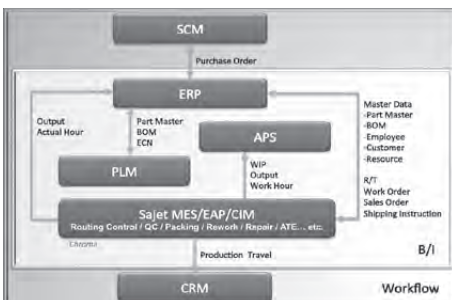 SCM
Purchase Order
ERP
Output
Actual Hour
Part Master
BOM
ECN
APS
Master Data
-Part Master
-BOM
-Employee
-Customer
-Resource
PLM
WIP
Output
Work Hour
R/T
Work Order
Sales Order
Shipping Instruction
Sajet MES/EAP/CIM
Routing Control / QC / Packing / Rework / Repair / ATE... etc.
Chroma
Production Travel
B/I
CRM
Workflow